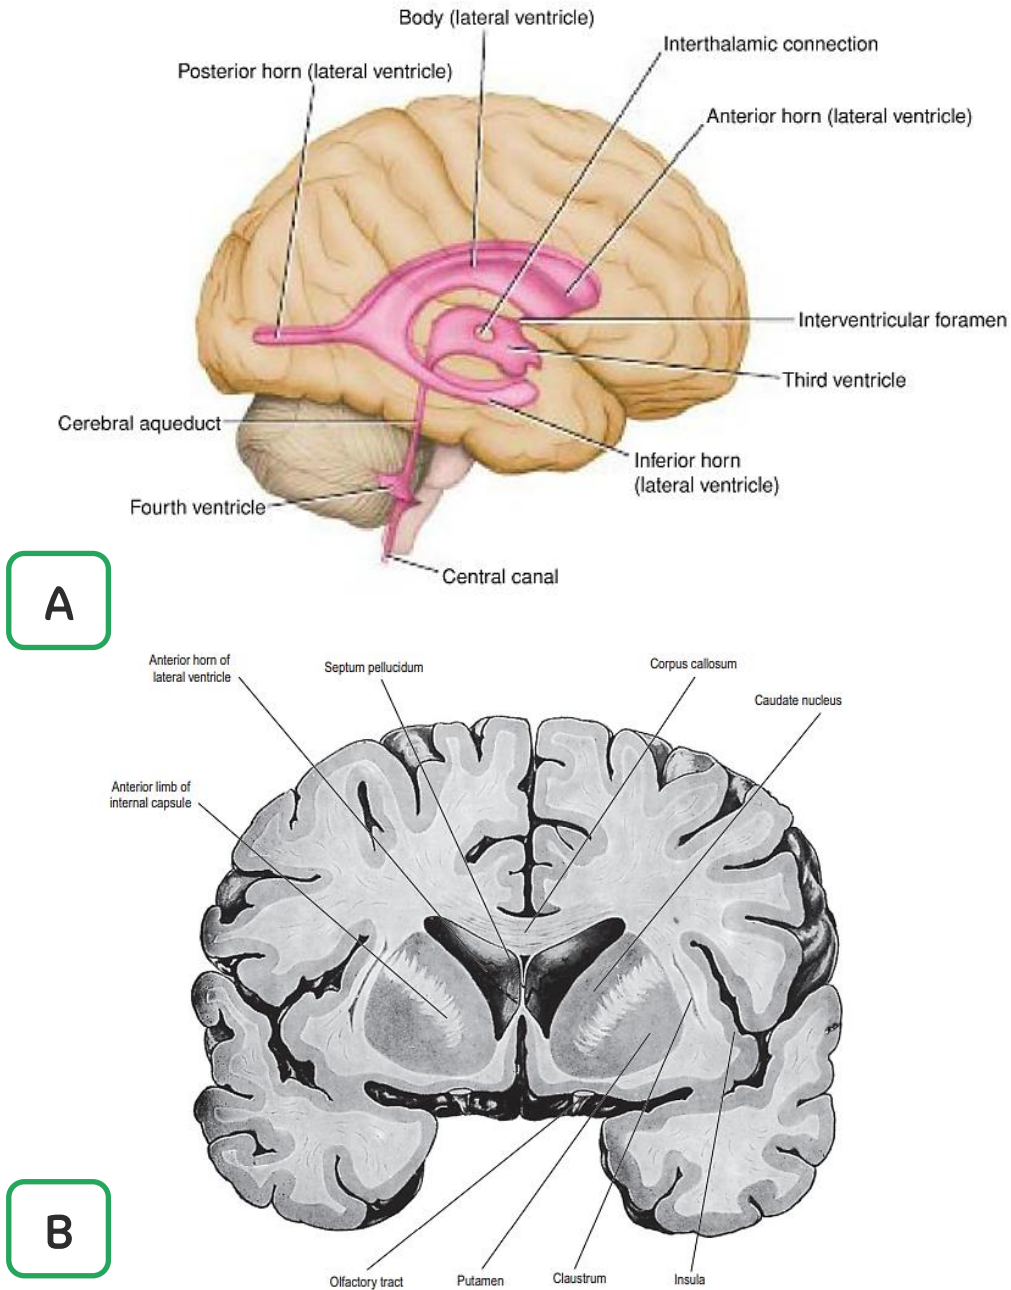 Body (lateral ventricle)
Interthalamic connection
Posterior horn (lateral ventricle)
Anterior horn (lateral ventricle)
Interventricular foramen
Third ventricle
Cerebral aqueduct
Inferior horn
(lateral ventricle)
Fourth ventricle
Central canal
A
Anterior horn of
lateral ventricle
Septum pellucidum
Corpus callosum
Caudate nucleus
Anterior limb of
internal capsule
B
Olfactory tract
Putamen
Claustrum
Insula